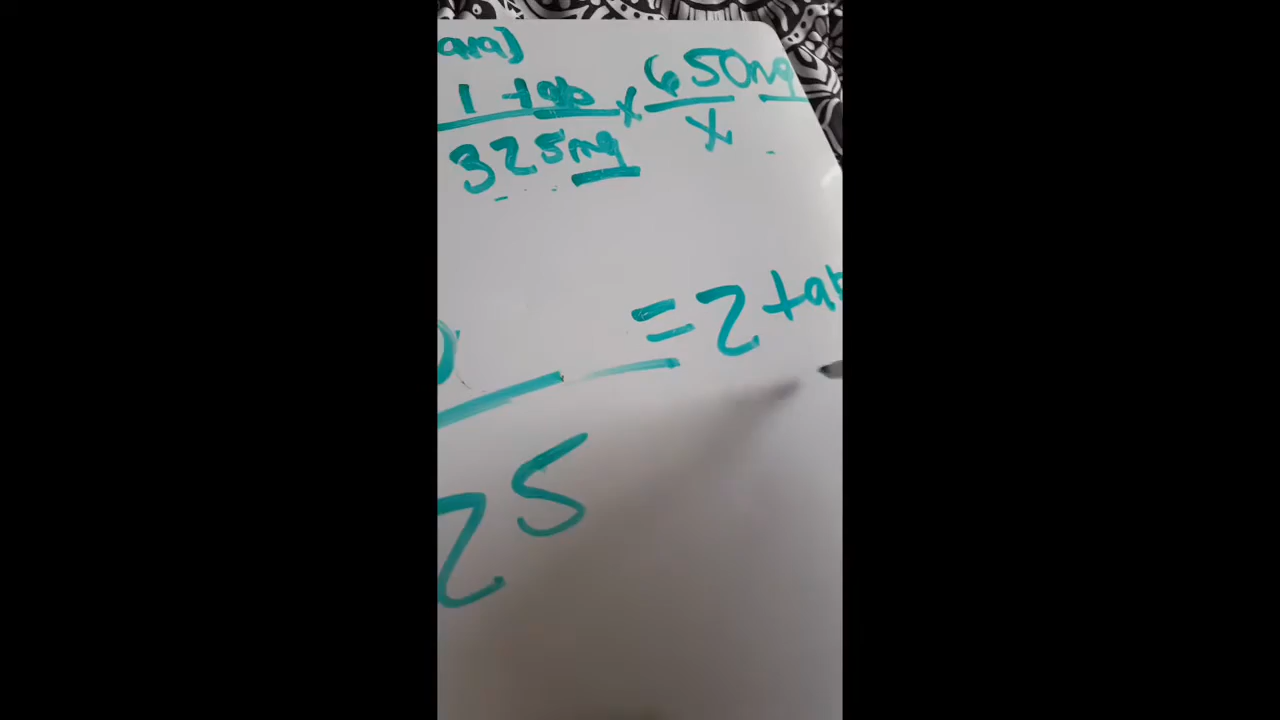 1 tab x 650mg
325mg x
= 2 tab
25